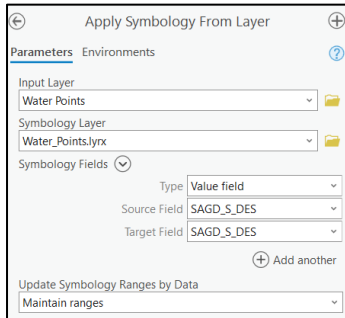 Apply Symbology From Layer
Parameters Environments
Input Layer
Water Points
Symbology Layer
Water_Points.lyrx
Symbology Fields
Type Value field
Source Field SAGD_S_DES
Target Field SAGD_S_DES
Add another
Update Symbology Ranges by Data
Maintain ranges